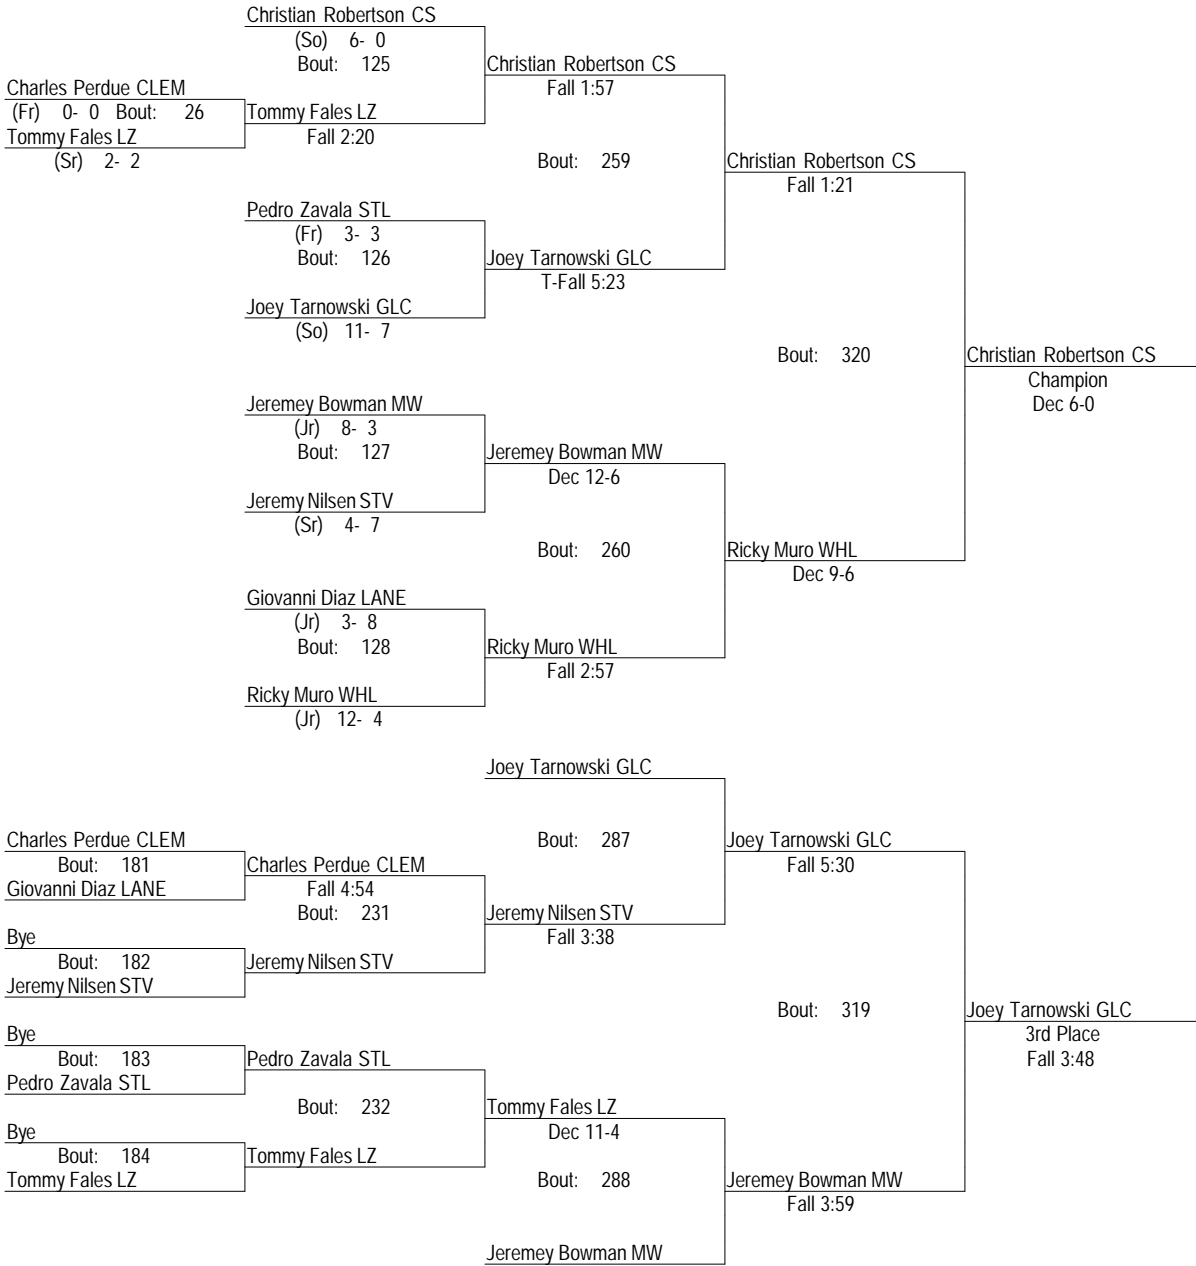 Christian Robertson CS
(So) 6- 0
Bout: 125
Christian Robertson CS
Fall 1:57
Charles Perdue CLEM
(Fr) 0- 0 Bout: 26
Tommy Fales LZ
Fall 2:20
Tommy Fales LZ
(Sr) 2- 2
Bout: 259
Christian Robertson CS
Fall 1:21
Pedro Zavala STL
(Fr) 3- 3
Bout: 126
Joey Tarnowski GLC
T-Fall 5:23
Joey Tarnowski GLC
(So) 11- 7
Bout: 320
Christian Robertson CS
Champion
Dec 6-0
Jeremey Bowman MW
(Jr) 8- 3
Bout: 127
Jeremey Bowman MW
Dec 12-6
Jeremy Nilsen STV
(Sr) 4- 7
Bout: 260
Ricky Muro WHL
Dec 9-6
Giovanni Diaz LANE
(Jr) 3- 8
Bout: 128
Ricky Muro WHL
Fall 2:57
Ricky Muro WHL
(Jr) 12- 4
Joey Tarnowski GLC
Bout: 287
Joey Tarnowski GLC
Fall 5:30
Charles Perdue CLEM
Bout: 181
Giovanni Diaz LANE
Charles Perdue CLEM
Fall 4:54
Bout: 231
Jeremy Nilsen STV
Fall 3:38
Bye
Bout: 182
Jeremy Nilsen STV
Jeremy Nilsen STV
Bout: 319
Joey Tarnowski GLC
3rd Place
Fall 3:48
Bye
Bout: 183
Pedro Zavala STL
Pedro Zavala STL
Bout: 232
Tommy Fales LZ
Dec 11-4
Bye
Bout: 184
Tommy Fales LZ
Tommy Fales LZ
Bout: 288
Jeremey Bowman MW
Fall 3:59
Jeremey Bowman MW